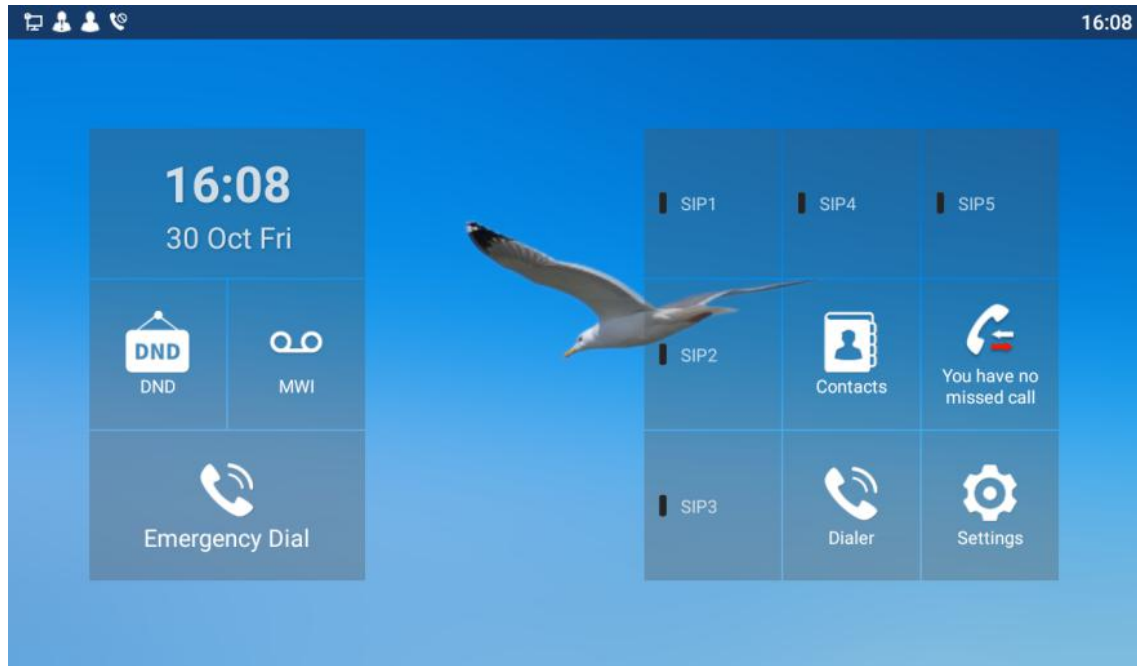 16:08
16:08
30 Oct Fri
DND
DND
MWI
Emergency Dial
SIP1
SIP4
SIP5
SIP2
Contacts
You have no
missed call
SIP3
Dialer
Settings